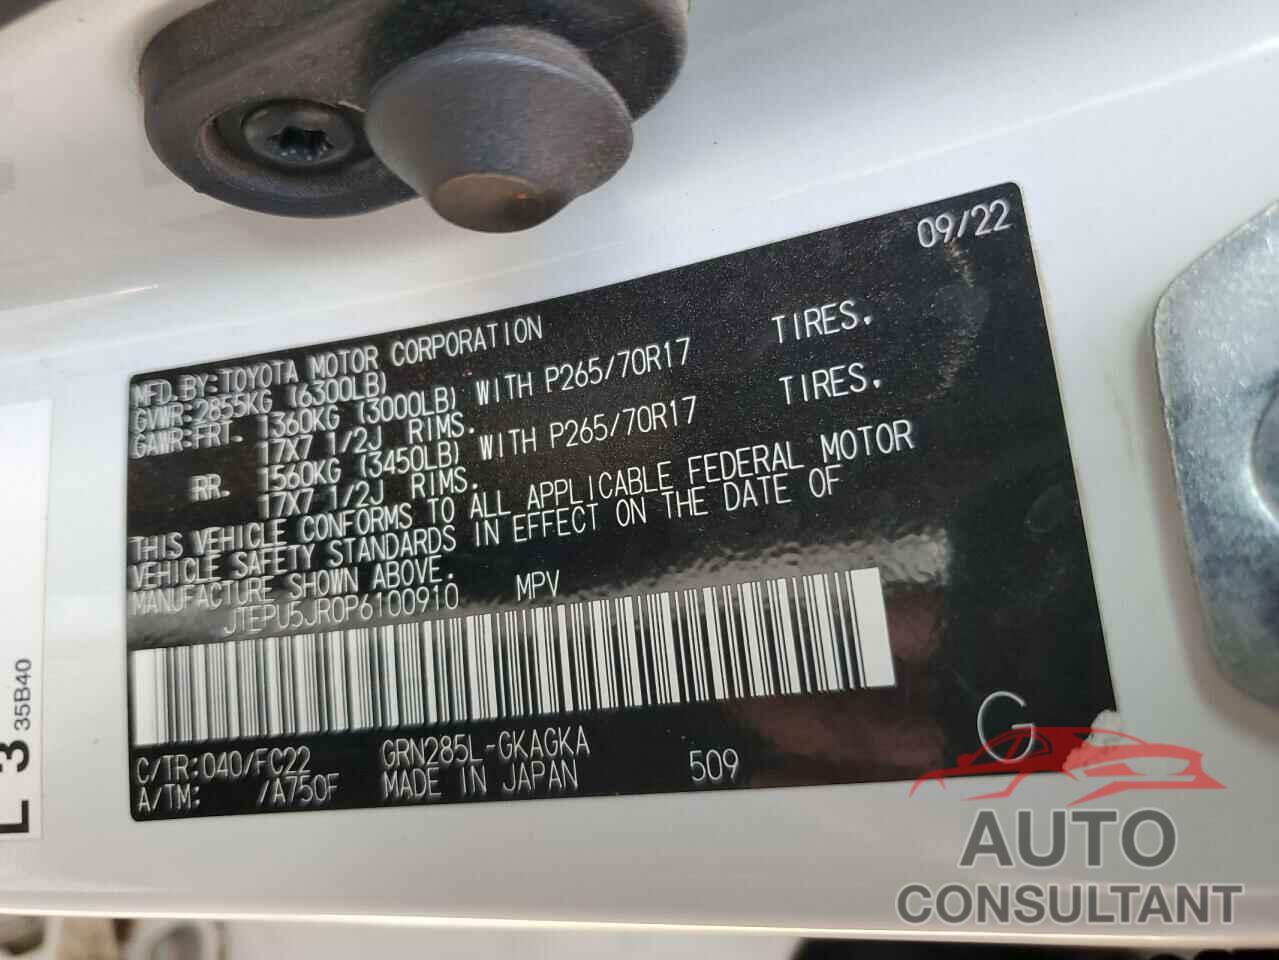 09/22
MFD.BY:TOYOTA MOTOR CORPORATION
GVWR:2855KG (6300LB)
GAWR:FRT. 1360KG (3000LB) WITH P265/70R17 TIRES.
17X7 1/2J RIMS.
RR. 1560KG (3450LB) WITH P265/70R17 TIRES.
17X7 1/2J RIMS.
THIS VEHICLE CONFORMS TO ALL APPLICABLE FEDERAL MOTOR
VEHICLE SAFETY STANDARDS IN EFFECT ON THE DATE OF
MANUFACTURE SHOWN ABOVE.
JTEPU5JR0P6100910 MPV
C/TR:040/FC22 GRN285L-GKAGKA
A/TM: /A750F MADE IN JAPAN 509
G
L 3
35B40
AUTO
CONSULTANT